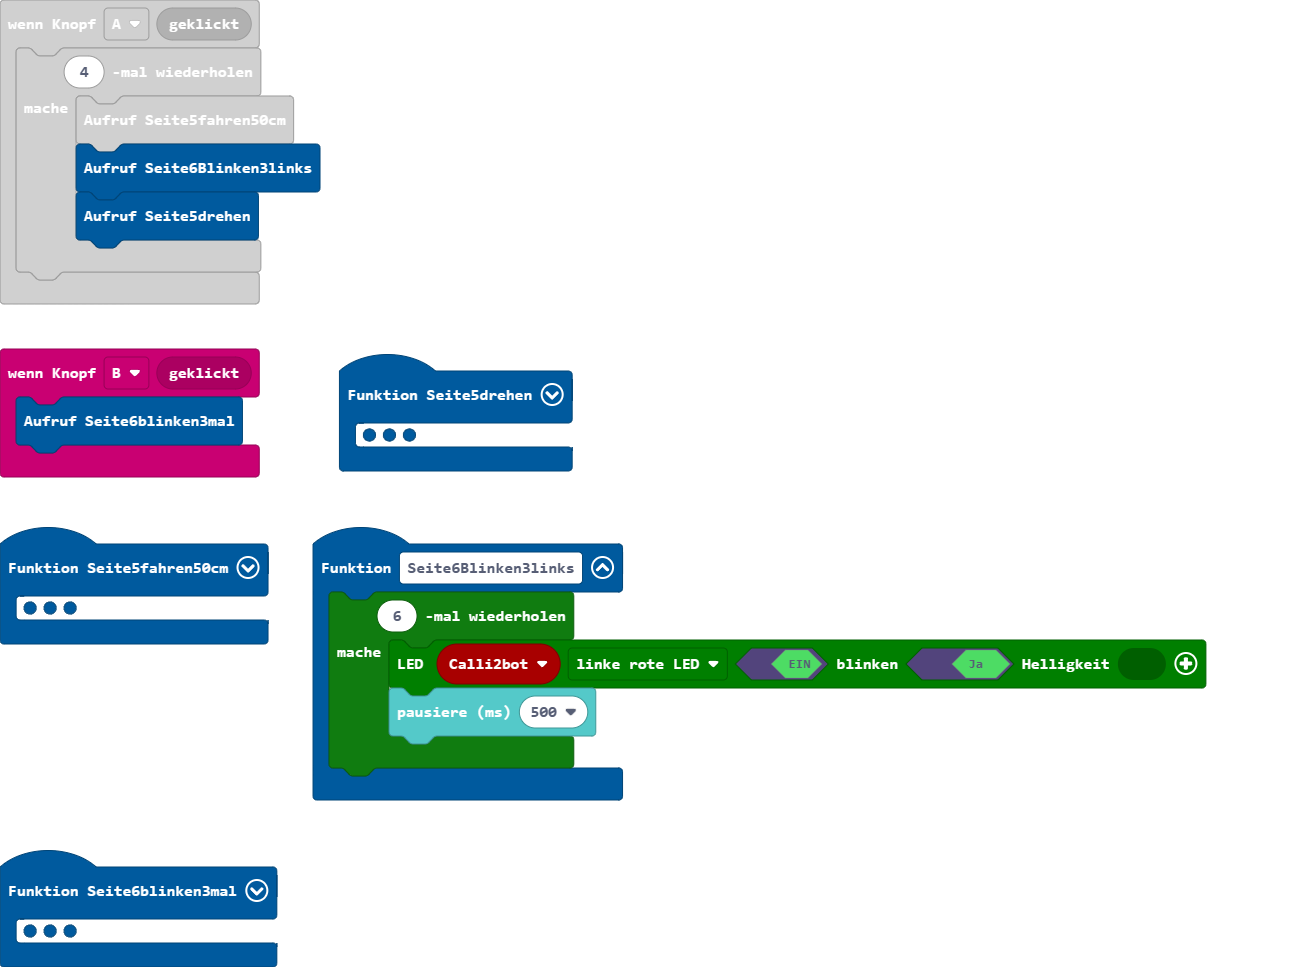 wenn Knopf A geklickt
4 -mal wiederholen
mache
Aufruf Seite5fahren50cm
Aufruf Seite6Blinken3links
Aufruf Seite5drehen
wenn Knopf B geklickt
Aufruf Seite6blinken3mal
Funktion Seite5drehen
Funktion Seite5fahren50cm
Funktion Seite6Blinken3links
6 -mal wiederholen
mache
LED Calli2bot linke rote LED EIN blinken Ja Helligkeit
pausiere (ms) 500
Funktion Seite6blinken3mal